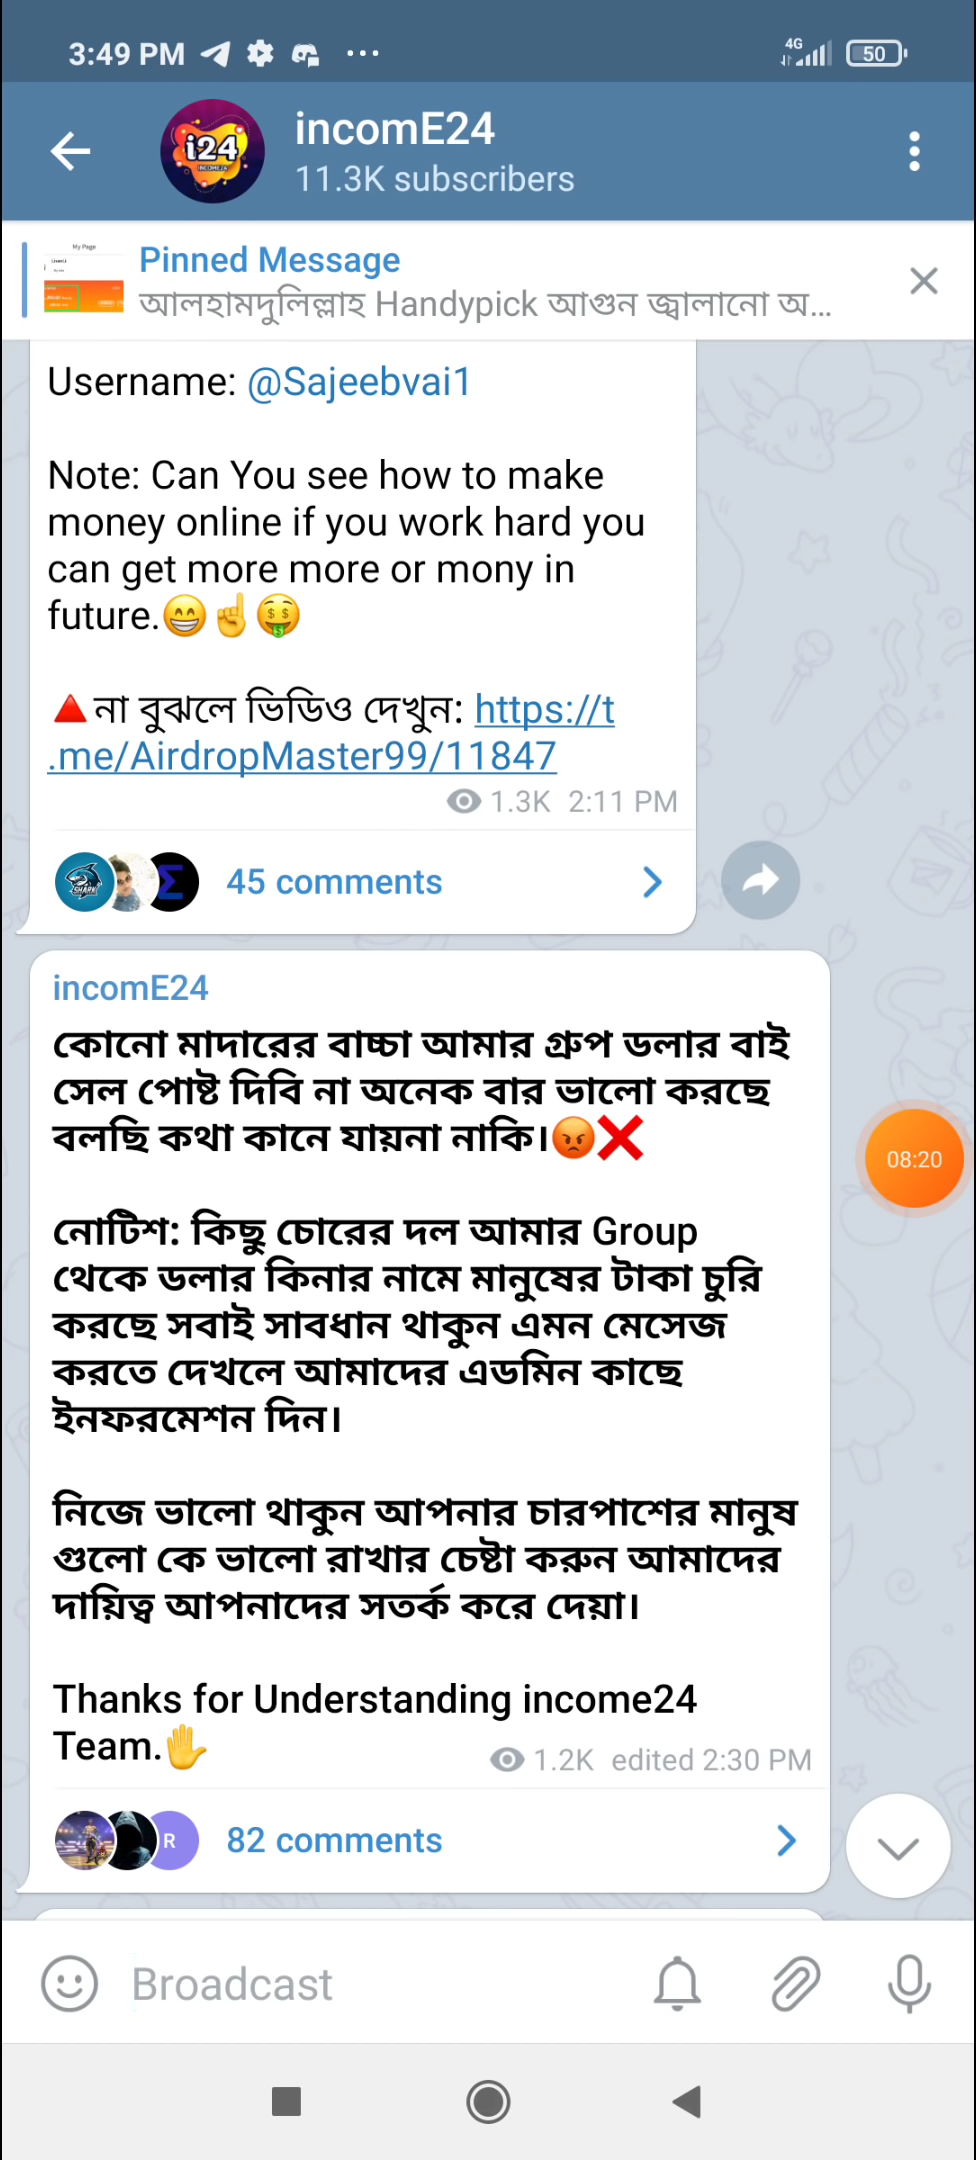 3:49 PM
4G
50
i24
INCOME24
incomE24
11.3K subscribers
My Page
Pinned Message
আলহামদুলিল্লাহ Handypick আগুন জ্বালানো অ...
Username: @Sajeebvai1
Note: Can You see how to make
money online if you work hard you
can get more more or mony in
future.😁☝️🤑
🔺না বুঝলে ভিডিও দেখুন: https://t
.me/AirdropMaster99/11847
1.3K 2:11 PM
SHARK
45 comments
incomE24
কোনো মাদারের বাচ্চা আমার গ্রুপ ডলার বাই
সেল পোষ্ট দিবি না অনেক বার ভালো করছে
বলছি কথা কানে যায়না নাকি।😡❌
নোটিশ: কিছু চোরের দল আমার Group
থেকে ডলার কিনার নামে মানুষের টাকা চুরি
করছে সবাই সাবধান থাকুন এমন মেসেজ
করতে দেখলে আমাদের এডমিন কাছে
ইনফরমেশন দিন।
নিজে ভালো থাকুন আপনার চারপাশের মানুষ
গুলো কে ভালো রাখার চেষ্টা করুন আমাদের
দায়িত্ব আপনাদের সতর্ক করে দেয়া।
Thanks for Understanding income24
Team.✋
1.2K edited 2:30 PM
R
82 comments
08:20
Broadcast